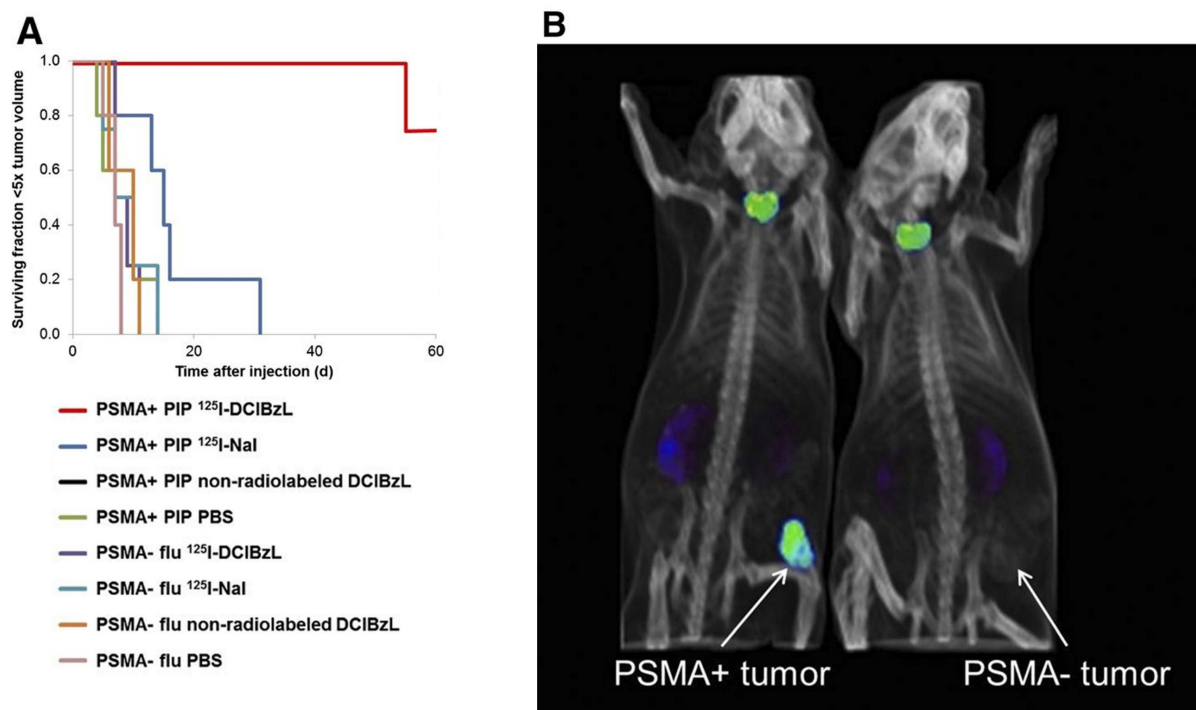 A
Surviving fraction <5x tumor volume
1.0
0.8
0.6
0.4
0.2
0.0
0
20
40
60
Time after injection (d)
PSMA+ PIP ¹²⁵I-DCIBzL
PSMA+ PIP ¹²⁵I-NaI
PSMA+ PIP non-radiolabeled DCIBzL
PSMA+ PIP PBS
PSMA- flu ¹²⁵I-DCIBzL
PSMA- flu ¹²⁵I-NaI
PSMA- flu non-radiolabeled DCIBzL
PSMA- flu PBS
B
PSMA+ tumor
PSMA- tumor